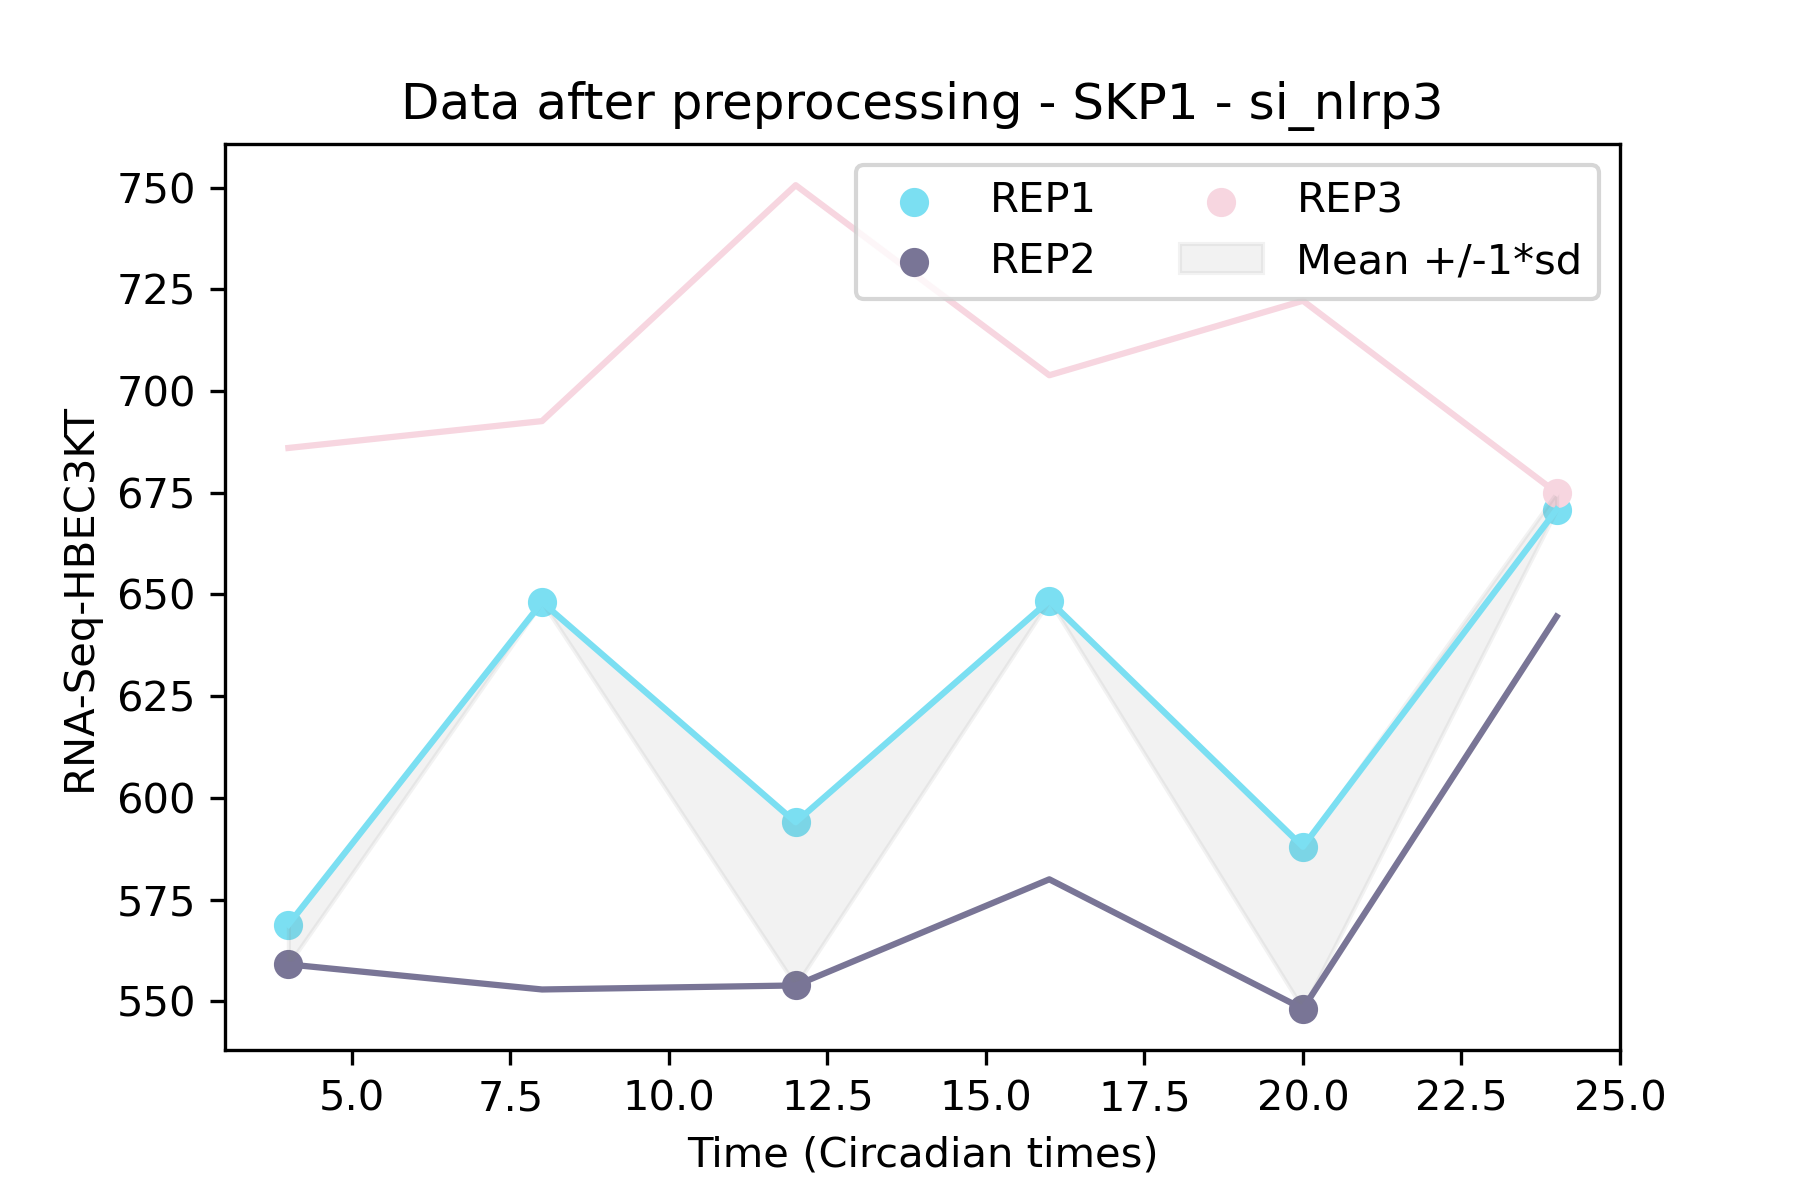 Data after preprocessing - SKP1 - si_nlrp3
REP1
REP2
REP3
Mean +/-1*sd
RNA-Seq-HBEC3KT
750
725
700
675
650
625
600
575
550
5.0 7.5 10.0 12.5 15.0 17.5 20.0 22.5 25.0
Time (Circadian times)